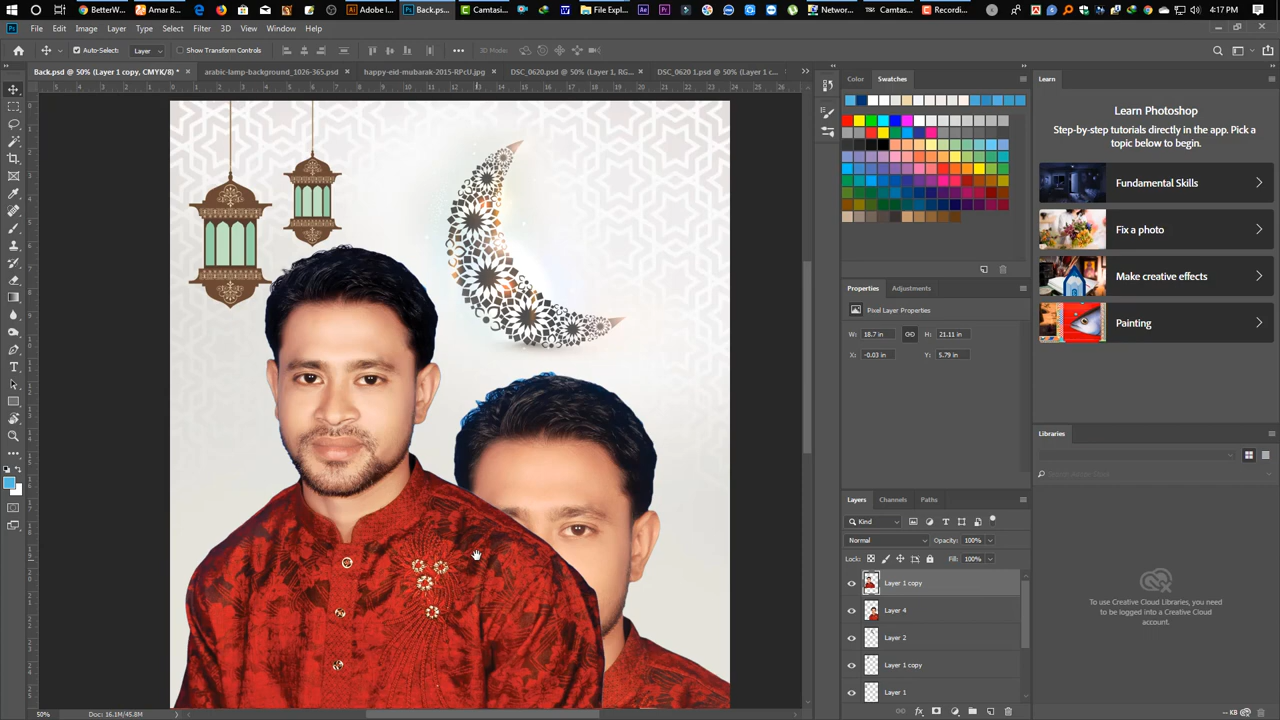 BetterW...
Amar B...
Adobe I...
Back.ps...
Camtasi...
File Expl...
Networ...
Camtas...
Recordi...
4:17 PM
File Edit Image Layer Type Select Filter 3D View Window Help
Auto-Select: Layer Show Transform Controls 3D Mode:
Back.psd @ 50% (Layer 1 copy, CMYK/8) *
arabic-lamp-background_1026-365.psd
happy-eid-mubarak-2015-RPcU.jpg
DSC_0620.psd @ 50% (Layer 1, RG...
DSC_0620 1.psd @ 50% (Layer 1 c...
Color Swatches
Learn
Learn Photoshop
Step-by-step tutorials directly in the app. Pick a
topic below to begin.
Fundamental Skills
Fix a photo
Make creative effects
Painting
Properties Adjustments
Pixel Layer Properties
W: 18.7 in H: 21.11 in
X: -0.03 in Y: 5.79 in
Libraries
To use Creative Cloud Libraries, you need
to be logged into a Creative Cloud
account.
Layers Channels Paths
Kind
Normal Opacity: 100%
Lock: Fill: 100%
Layer 1 copy
Layer 4
Layer 2
Layer 1 copy
Layer 1
50% Doc: 16.1M/45.8M
-- KB